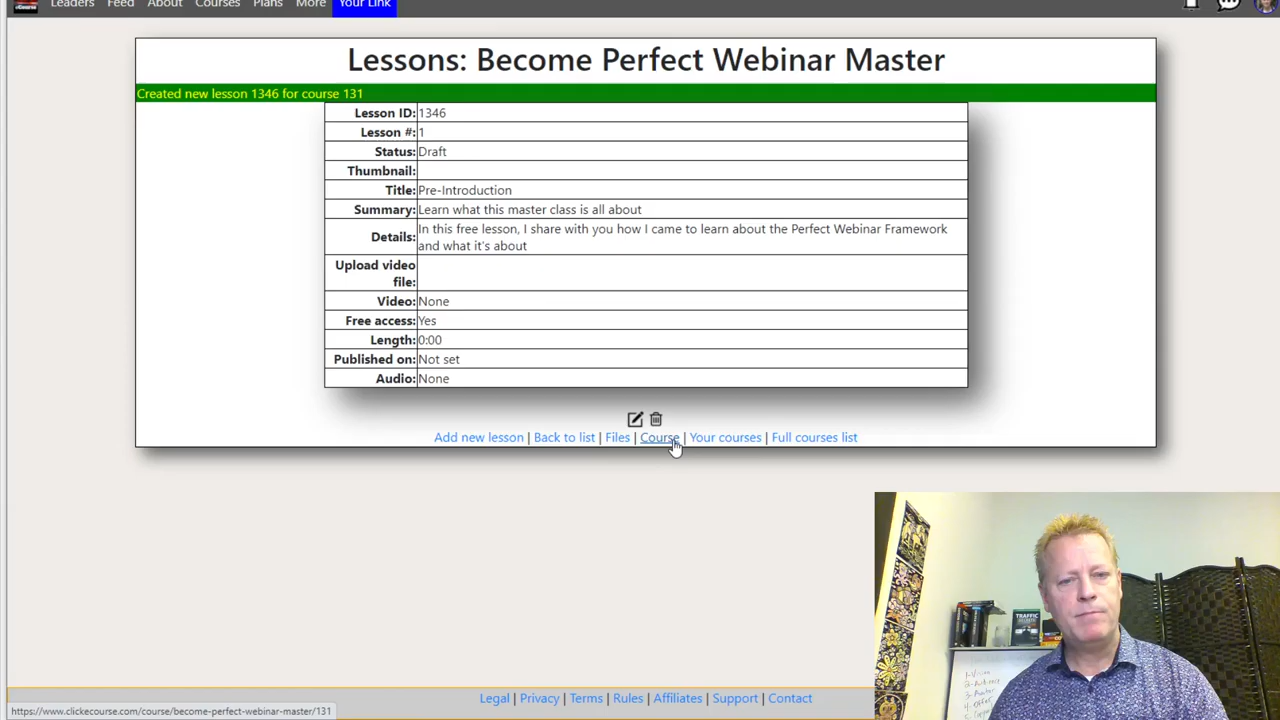 eCourse
Leaders Feed About Courses Plans More Your Link
Lessons: Become Perfect Webinar Master
Created new lesson 1346 for course 131
Lesson ID: 1346
Lesson #: 1
Status: Draft
Thumbnail:
Title: Pre-Introduction
Summary: Learn what this master class is all about
Details: In this free lesson, I share with you how I came to learn about the Perfect Webinar Framework
and what it's about
Upload video
file:
Video: None
Free access: Yes
Length: 0:00
Published on: Not set
Audio: None
Add new lesson | Back to list | Files | Course | Your courses | Full courses list
TRAFFIC
SECRETS
Legal | Privacy | Terms | Rules | Affiliates | Support | Contact
https://www.clickecourse.com/course/become-perfect-webinar-master/131